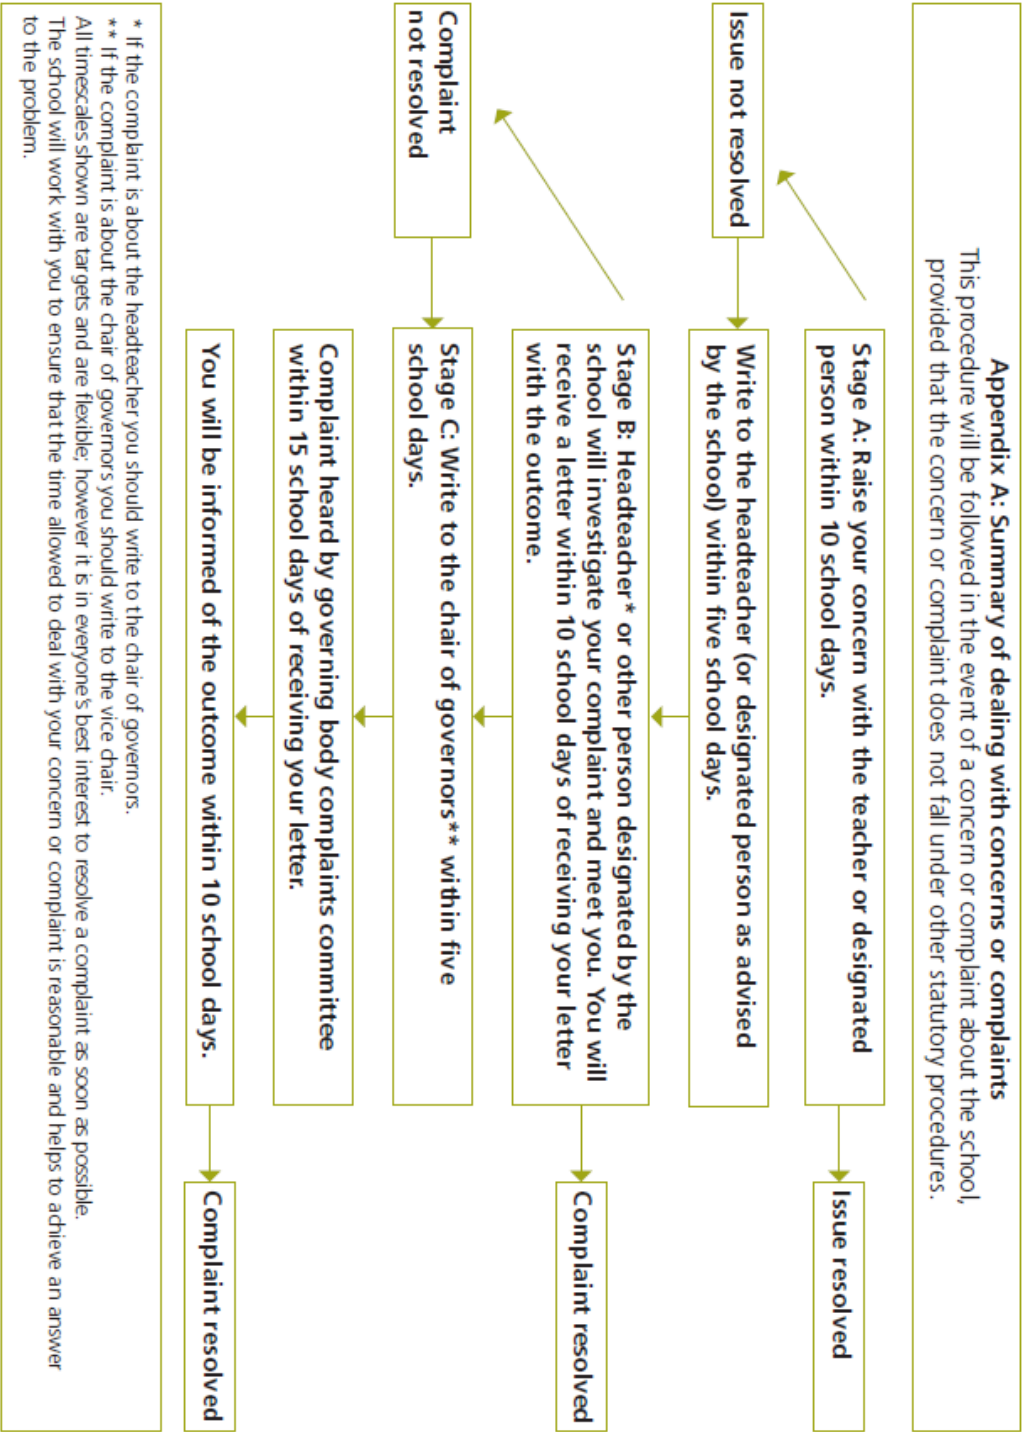 Appendix A: Summary of dealing with concerns or complaints
This procedure will be followed in the event of a concern or complaint about the school,
provided that the concern or complaint does not fall under other statutory procedures.
Stage A: Raise your concern with the teacher or designated
person within 10 school days.
Issue resolved
Issue not resolved
Write to the headteacher (or designated person as advised
by the school) within five school days.
Stage B: Headteacher* or other person designated by the
school will investigate your complaint and meet you. You will
receive a letter within 10 school days of receiving your letter
with the outcome.
Complaint resolved
Complaint
not resolved
Stage C: Write to the chair of governors** within five
school days.
Complaint heard by governing body complaints committee
within 15 school days of receiving your letter.
You will be informed of the outcome within 10 school days.
Complaint resolved
* If the complaint is about the headteacher you should write to the chair of governors.
** If the complaint is about the chair of governors you should write to the vice chair.
All timescales shown are targets and are flexible; however it is in everyone's best interest to resolve a complaint as soon as possible.
The school will work with you to ensure that the time allowed to deal with your concern or complaint is reasonable and helps to achieve an answer
to the problem.